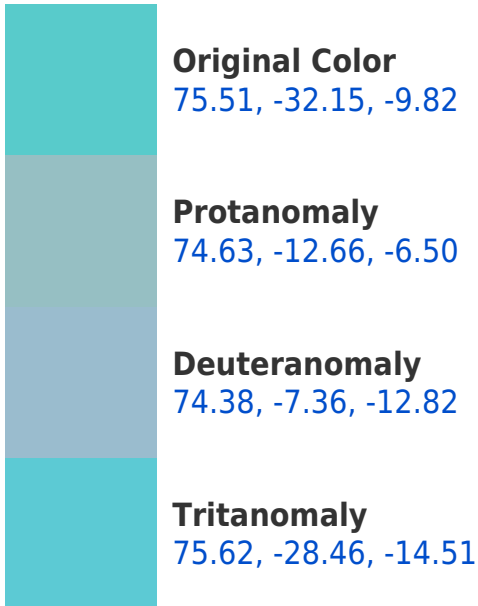 Original Color
75.51, -32.15, -9.82
Protanomaly
74.63, -12.66, -6.50
Deuteranomaly
74.38, -7.36, -12.82
Tritanomaly
75.62, -28.46, -14.51